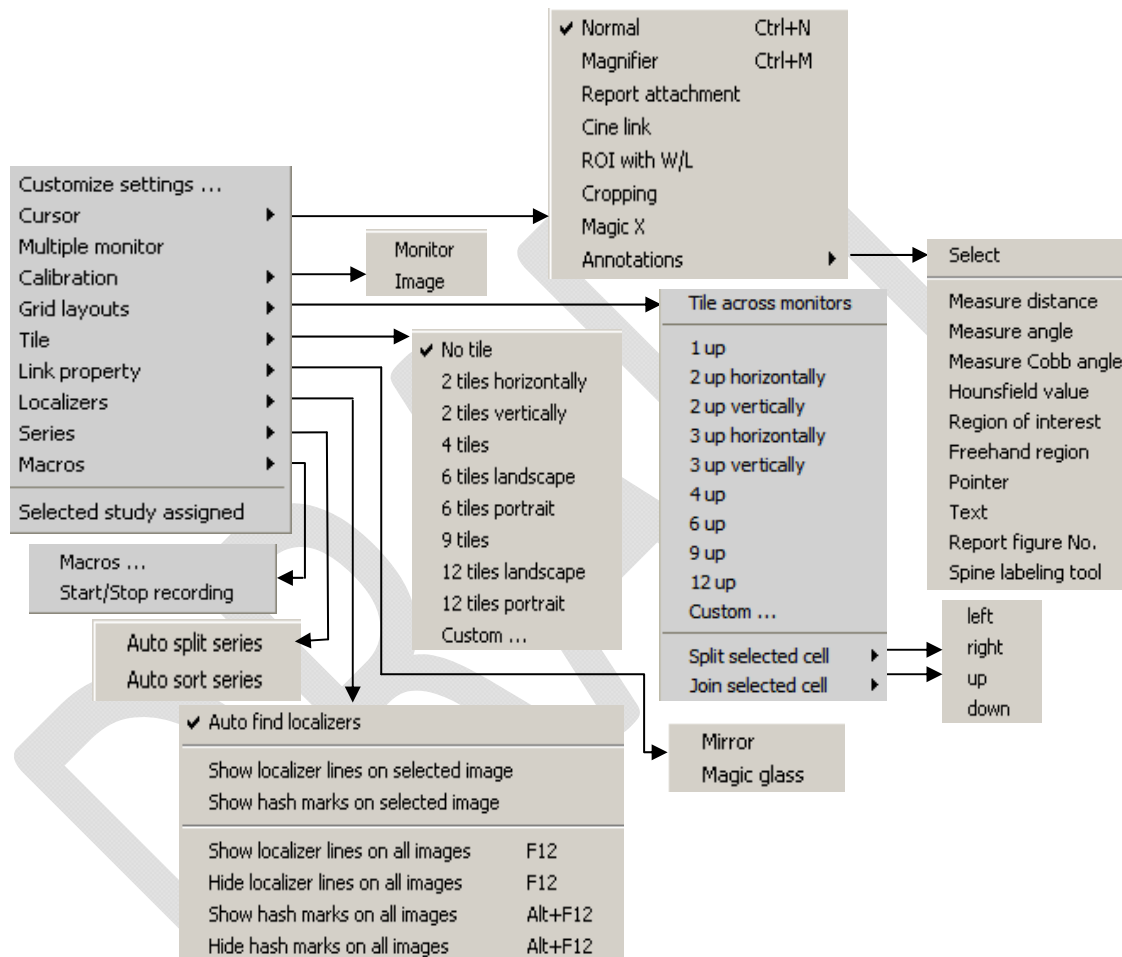 Normal Ctrl+N
Magnifier Ctrl+M
Report attachment
Cine link
ROI with W/L
Cropping
Magic X
Annotations
Customize settings ...
Cursor
Multiple monitor
Calibration
Grid layouts
Tile
Link property
Localizers
Series
Macros
Selected study assigned
Monitor
Image
Select
Measure distance
Measure angle
Measure Cobb angle
Hounsfield value
Region of interest
Freehand region
Pointer
Text
Report figure No.
Spine labeling tool
Tile across monitors
1 up
2 up horizontally
2 up vertically
3 up horizontally
3 up vertically
4 up
6 up
9 up
12 up
Custom ...
Split selected cell
Join selected cell
No tile
2 tiles horizontally
2 tiles vertically
4 tiles
6 tiles landscape
6 tiles portrait
9 tiles
12 tiles landscape
12 tiles portrait
Custom ...
Macros ...
Start/Stop recording
Auto split series
Auto sort series
left
right
up
down
Mirror
Magic glass
Auto find localizers
Show localizer lines on selected image
Show hash marks on selected image
Show localizer lines on all images F12
Hide localizer lines on all images F12
Show hash marks on all images Alt+F12
Hide hash marks on all images Alt+F12